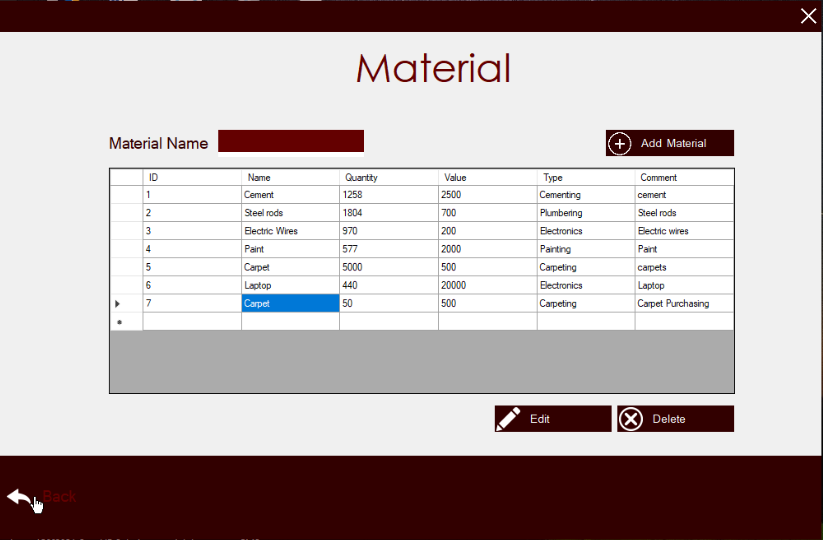 Material
Material Name
Add Material
ID Name Quantity Value Type Comment
1 Cement 1258 2500 Cementing cement
2 Steel rods 1804 700 Plumbering Steel rods
3 Electric Wires 970 200 Electronics Electric wires
4 Paint 577 2000 Painting Paint
5 Carpet 5000 500 Carpeting carpets
6 Laptop 440 20000 Electronics Laptop
7 Carpet 50 500 Carpeting Carpet Purchasing
Edit Delete
Back